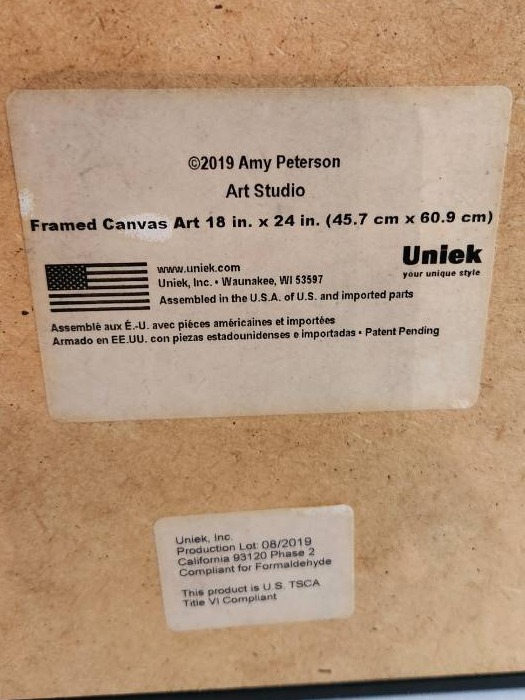 ©2019 Amy Peterson
Art Studio
Framed Canvas Art 18 in. x 24 in. (45.7 cm x 60.9 cm)
Uniek
your unique style
www.uniek.com
Uniek, Inc. • Waunakee, WI 53597
Assembled in the U.S.A. of U.S. and imported parts
Assemblé aux É.-U. avec pièces américaines et importées
Armado en EE.UU. con piezas estadounidenses e importadas • Patent Pending
Uniek, Inc.
Production Lot: 08/2019
California 93120 Phase 2
Compliant for Formaldehyde
This product is U.S. TSCA
Title VI Compliant